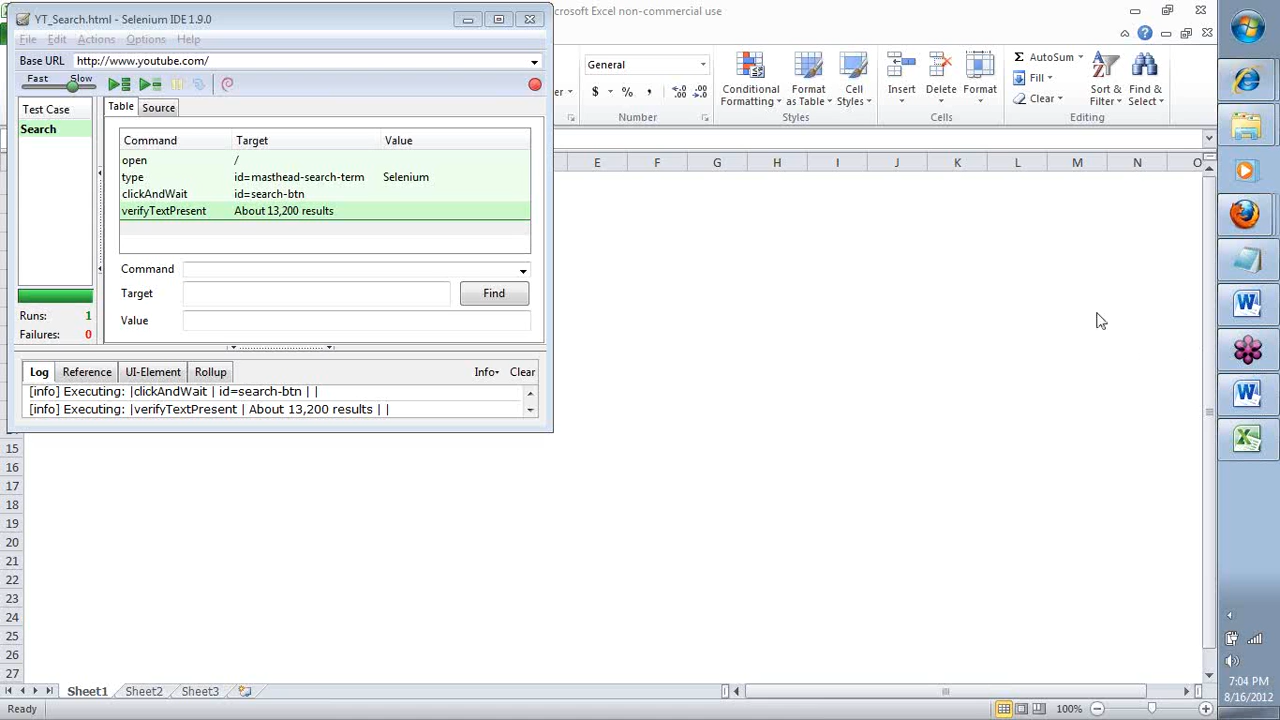 YT_Search.html - Selenium IDE 1.9.0
crosoft Excel non-commercial use
File Edit Actions Options Help
Base URL http://www.youtube.com/
Fast Slow
Test Case
Search
Runs: 1
Failures: 0
Table Source
Command Target Value
open /
type id=masthead-search-term Selenium
clickAndWait id=search-btn
verifyTextPresent About 13,200 results
Command
Target Find
Value
Log Reference UI-Element Rollup Info Clear
[info] Executing: |clickAndWait | id=search-btn | |
[info] Executing: |verifyTextPresent | About 13,200 results | |
General
$ % , .0 .00 .00 .0
Number
Conditional Formatting
Format as Table
Cell Styles
Styles
Insert Delete Format
Cells
Σ AutoSum
Fill
Clear
Sort & Filter
Find & Select
Editing
E F G H I J K L M N O
15
16
17
18
19
20
21
22
23
24
25
26
27
Sheet1 Sheet2 Sheet3
Ready
100%
7:04 PM
8/16/2012